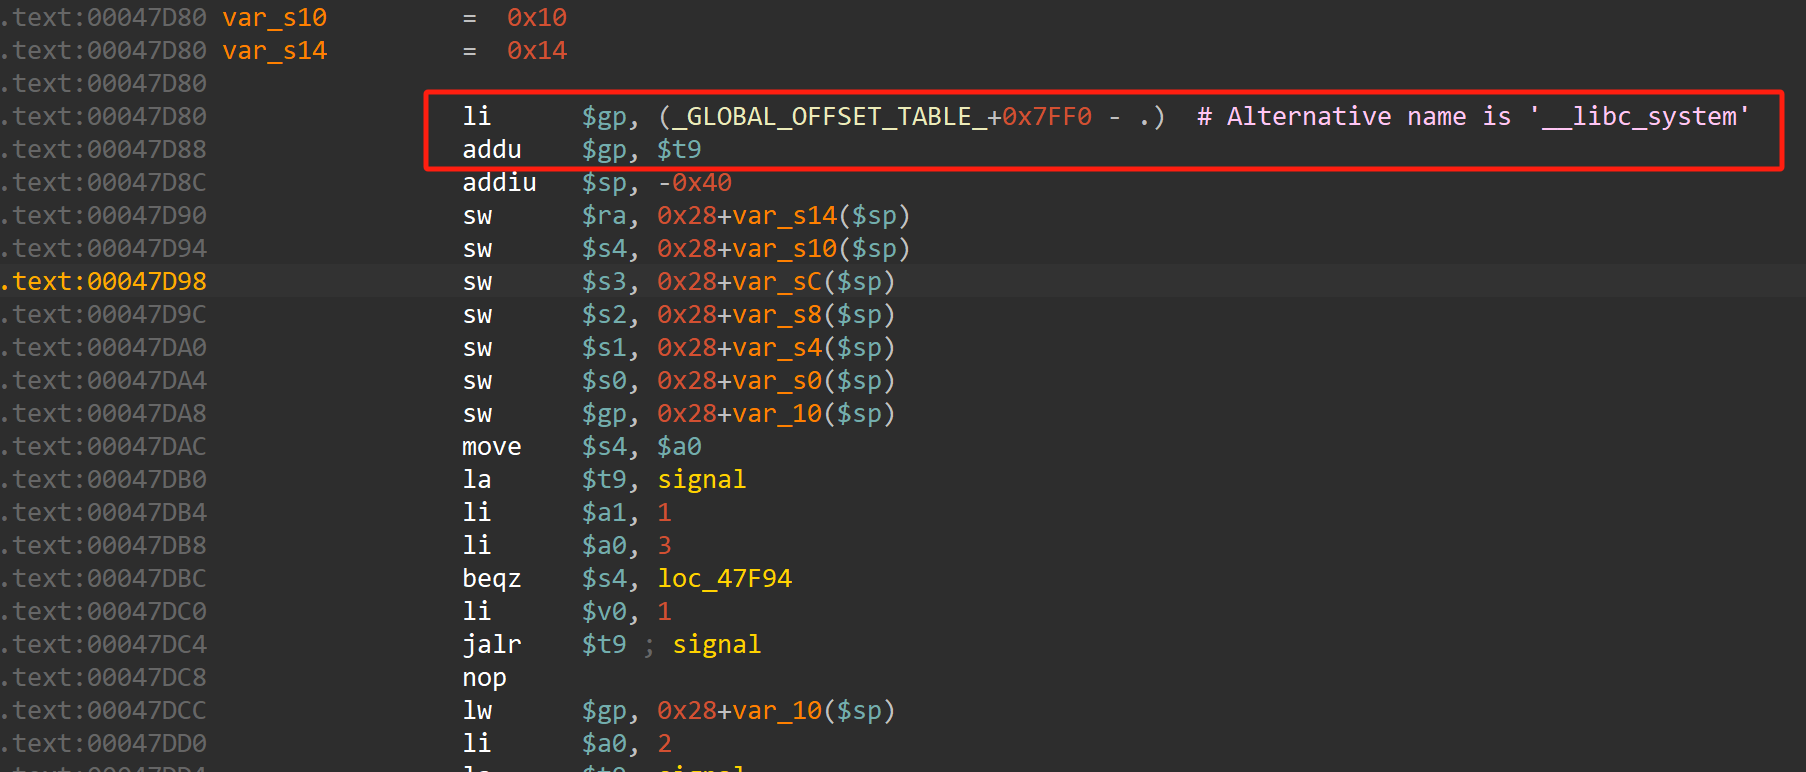 .text:00047D80 var_s10 = 0x10
.text:00047D80 var_s14 = 0x14
.text:00047D80
.text:00047D80 li $gp, (_GLOBAL_OFFSET_TABLE_+0x7FF0 - .) # Alternative name is '__libc_system'
.text:00047D88 addu $gp, $t9
.text:00047D8C addiu $sp, -0x40
.text:00047D90 sw $ra, 0x28+var_s14($sp)
.text:00047D94 sw $s4, 0x28+var_s10($sp)
.text:00047D98 sw $s3, 0x28+var_sC($sp)
.text:00047D9C sw $s2, 0x28+var_s8($sp)
.text:00047DA0 sw $s1, 0x28+var_s4($sp)
.text:00047DA4 sw $s0, 0x28+var_s0($sp)
.text:00047DA8 sw $gp, 0x28+var_10($sp)
.text:00047DAC move $s4, $a0
.text:00047DB0 la $t9, signal
.text:00047DB4 li $a1, 1
.text:00047DB8 li $a0, 3
.text:00047DBC beqz $s4, loc_47F94
.text:00047DC0 li $v0, 1
.text:00047DC4 jalr $t9 ; signal
.text:00047DC8 nop
.text:00047DCC lw $gp, 0x28+var_10($sp)
.text:00047DD0 li $a0, 2